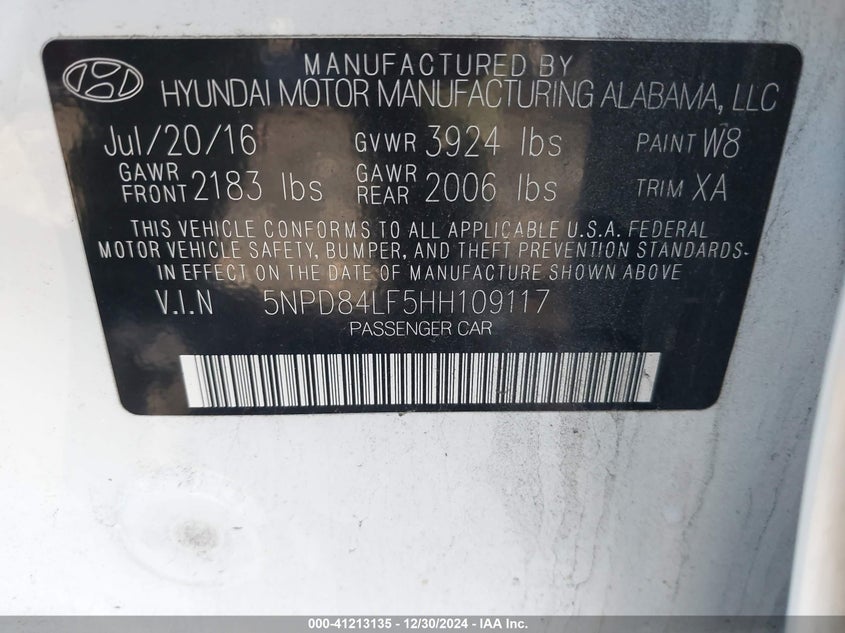 MANUFACTURED BY
HYUNDAI MOTOR MANUFACTURING ALABAMA, LLC
Jul/20/16 GVWR 3924 lbs PAINT W8
GAWR FRONT 2183 lbs GAWR REAR 2006 lbs TRIM XA
THIS VEHICLE CONFORMS TO ALL APPLICABLE U.S.A. FEDERAL
MOTOR VEHICLE SAFETY, BUMPER, AND THEFT PREVENTION STANDARDS-
IN EFFECT ON THE DATE OF MANUFACTURE SHOWN ABOVE
V.I.N 5NPD84LF5HH109117
PASSENGER CAR
000-41213135 - 12/30/2024 - IAA Inc.